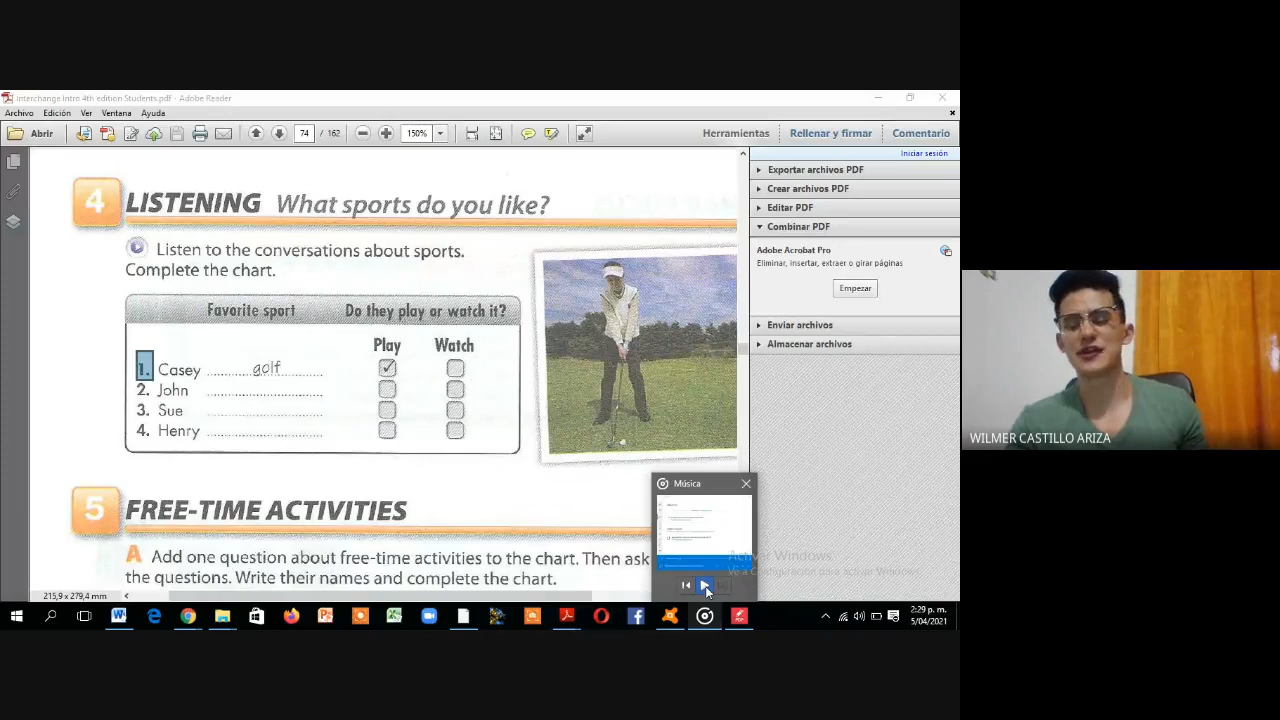 Interchange Intro 4th edition Students.pdf - Adobe Reader
Archivo Edición Ver Ventana Ayuda
Abrir 74 / 162 150% Herramientas Rellenar y firmar Comentario
Iniciar sesión
Exportar archivos PDF
Crear archivos PDF
Editar PDF
Combinar PDF
Adobe Acrobat Pro
Eliminar, insertar, extraer o girar páginas
Empezar
Enviar archivos
Almacenar archivos
4 LISTENING What sports do you like?
Listen to the conversations about sports.
Complete the chart.
Favorite sport Do they play or watch it?
Play Watch
1. Casey golf
2. John
3. Sue
4. Henry
5 FREE-TIME ACTIVITIES
A Add one question about free-time activities to the chart. Then ask
the questions. Write their names and complete the chart.
215,9 x 279,4 mm
Música
Activar Windows
Ve a Configuración para activar Windows.
2:29 p. m.
5/04/2021
WILMER CASTILLO ARIZA